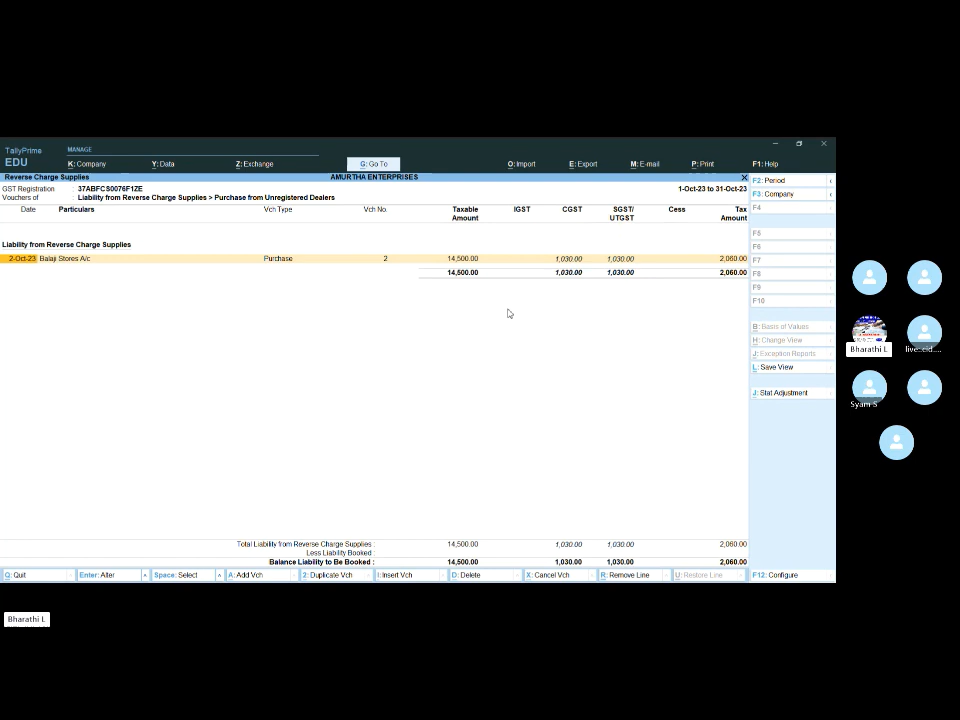 TallyPrime
EDU
MANAGE
K: Company Y: Data Z: Exchange G: Go To O: Import E: Export M: E-mail P: Print F1: Help
Reverse Charge Supplies AMURTHA ENTERPRISES X
GST Registration : 37ABFCS0076F1ZE 1-Oct-23 to 31-Oct-23
Vouchers of : Liability from Reverse Charge Supplies > Purchase from Unregistered Dealers
Date Particulars Vch Type Vch No. Taxable IGST CGST SGST/ Cess Tax
Amount UTGST Amount
Liability from Reverse Charge Supplies
2-Oct-23 Balaji Stores A/c Purchase 2 14,500.00 1,030.00 1,030.00 2,060.00
14,500.00 1,030.00 1,030.00 2,060.00
Total Liability from Reverse Charge Supplies : 14,500.00 1,030.00 1,030.00 2,060.00
Less Liability Booked :
Balance Liability to Be Booked : 14,500.00 1,030.00 1,030.00 2,060.00
Q: Quit Enter: Alter Space: Select A: Add Vch 2: Duplicate Vch I: Insert Vch D: Delete X: Cancel Vch R: Remove Line U: Restore Line F12: Configure
F2: Period
F3: Company
F4
F5
F6
F7
F8
F9
F10
B: Basis of Values
H: Change View
J: Exception Reports
L: Save View
J: Stat Adjustment
Bharathi L
live:.cid....
Syam S
Bharathi L